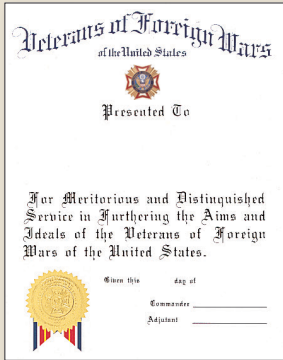 Veterans of Foreign Wars
of the United States
Presented To
For Meritorious and Distinguished
Service in Furthering the Aims and
Ideals of the Veterans of Foreign
Wars of the United States.
Given this day of
Commander
Adjutant